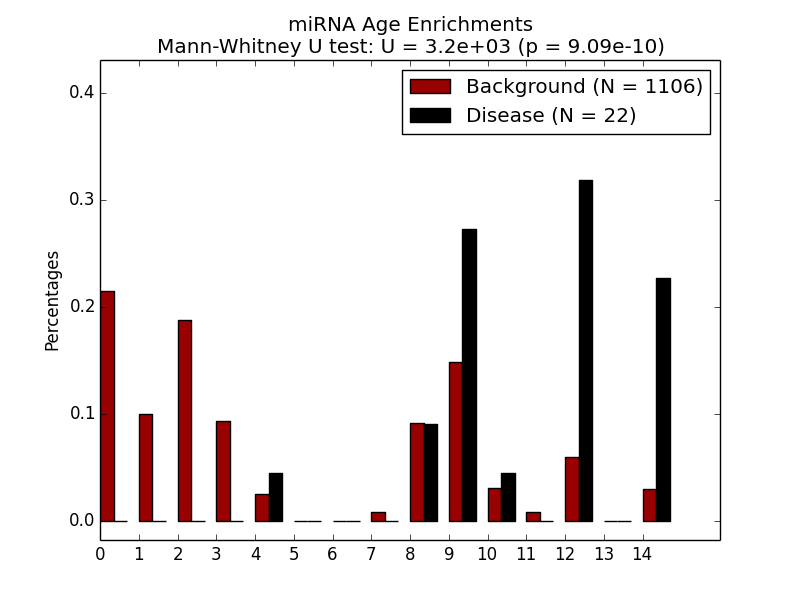 miRNA Age Enrichments
Mann-Whitney U test: U = 3.2e+03 (p = 9.09e-10)
Background (N = 1106)
Disease (N = 22)
Percentages
0.4
0.3
0.2
0.1
0.0
0 1 2 3 4 5 6 7 8 9 10 11 12 13 14